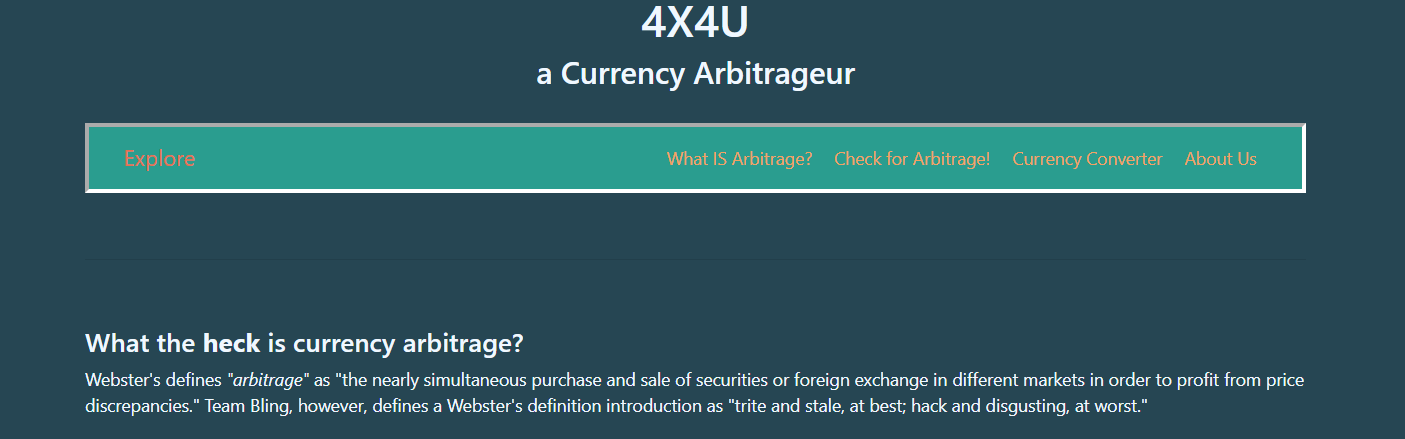 4X4U
a Currency Arbitrageur
Explore What IS Arbitrage? Check for Arbitrage! Currency Converter About Us
What the heck is currency arbitrage?
Webster's defines "arbitrage" as "the nearly simultaneous purchase and sale of securities or foreign exchange in different markets in order to profit from price
discrepancies." Team Bling, however, defines a Webster's definition introduction as "trite and stale, at best; hack and disgusting, at worst."